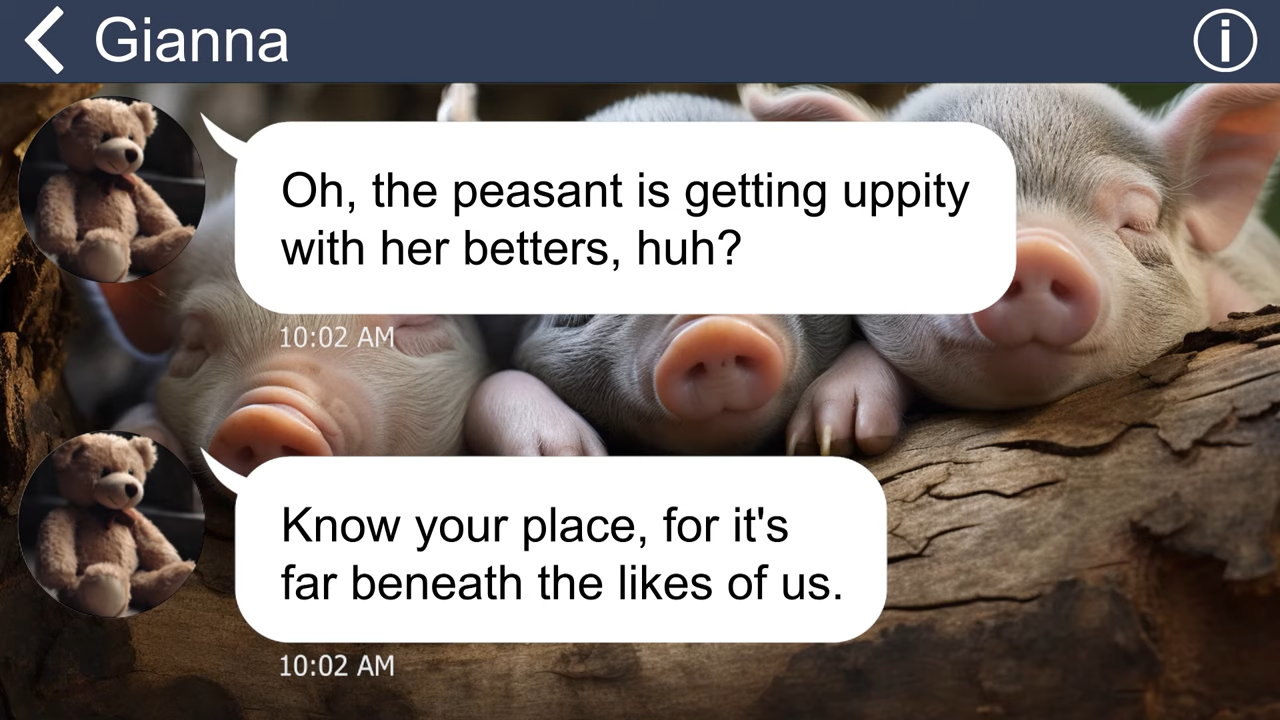 Gianna
Oh, the peasant is getting uppity
with her betters, huh?
10:02 AM
Know your place, for it's
far beneath the likes of us.
10:02 AM